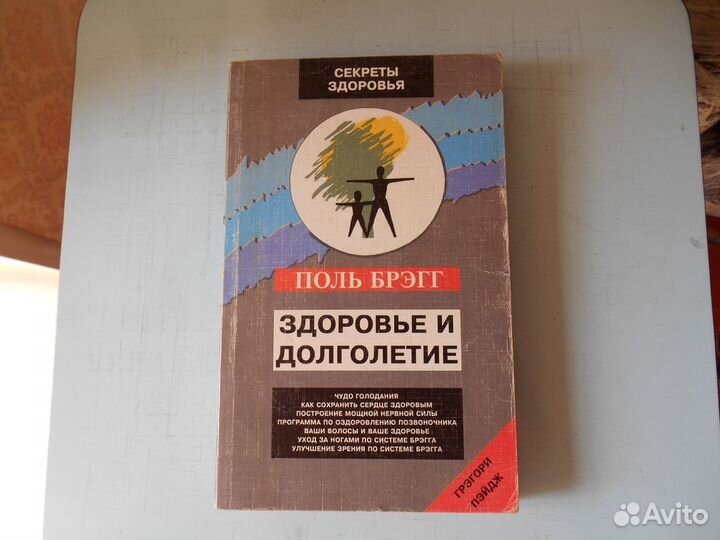 СЕКРЕТЫ
ЗДОРОВЬЯ
ПОЛЬ БРЭГГ
ЗДОРОВЬЕ И
ДОЛГОЛЕТИЕ
ЧУДО ГОЛОДАНИЯ
КАК СОХРАНИТЬ СЕРДЦЕ ЗДОРОВЫМ
ПОСТРОЕНИЕ МОЩНОЙ НЕРВНОЙ СИЛЫ
ПРОГРАММА ПО ОЗДОРОВЛЕНИЮ ПОЗВОНОЧНИКА
ВАШИ ВОЛОСЫ И ВАШЕ ЗДОРОВЬЕ
УХОД ЗА НОГАМИ ПО СИСТЕМЕ БРЭГГА
УЛУЧШЕНИЕ ЗРЕНИЯ ПО СИСТЕМЕ БРЭГГА
ГРЭГОРИ
ПЭЙДЖ
Avito